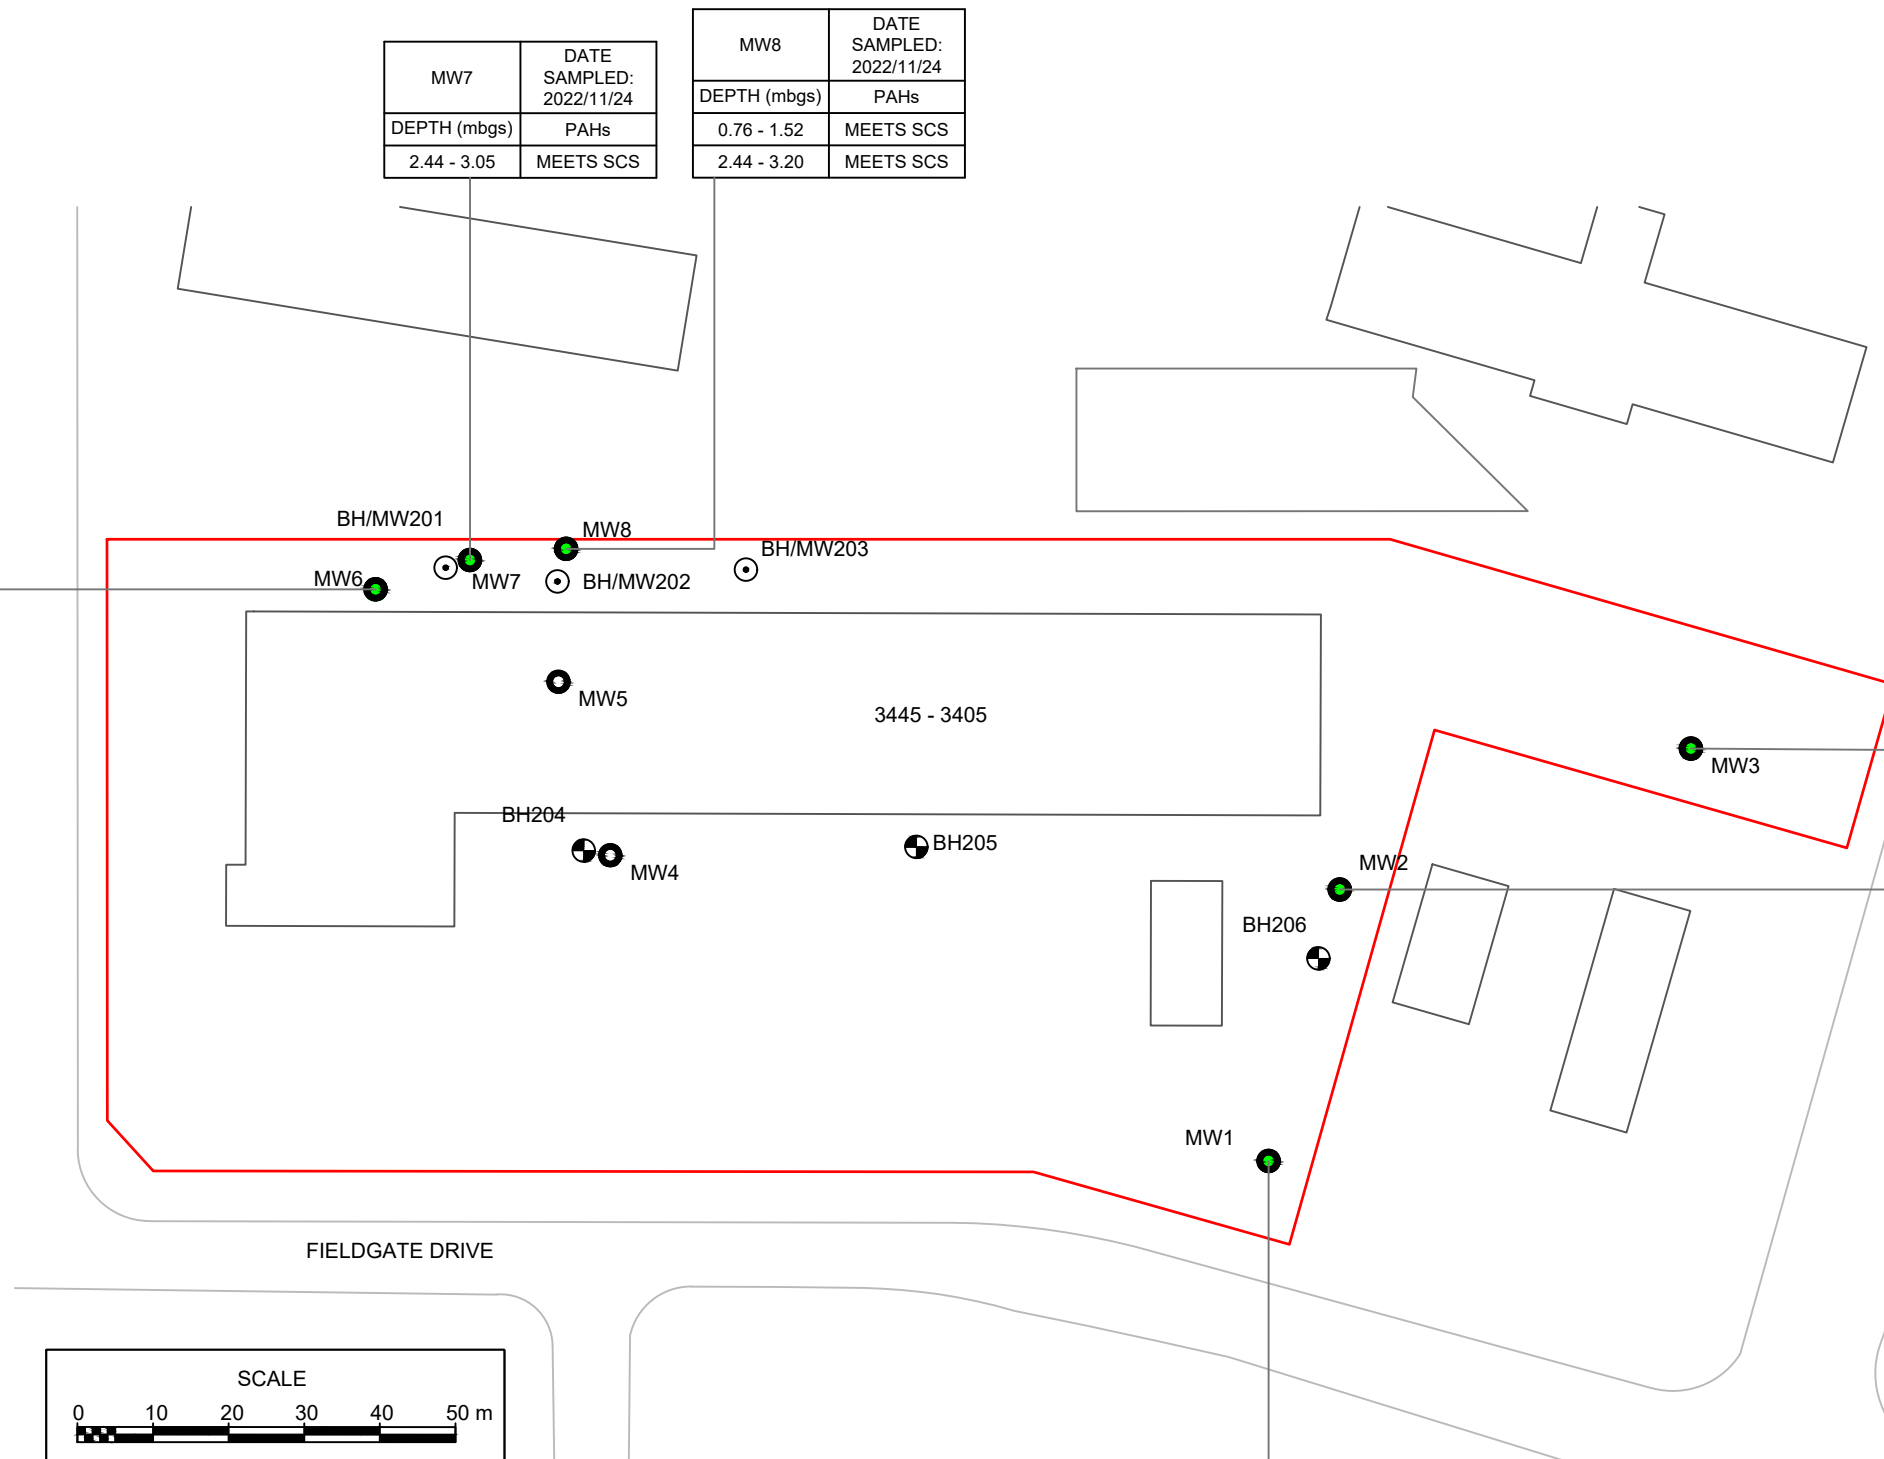 MW7
DATE
SAMPLED:
2022/11/24
DEPTH (mbgs)
PAHs
2.44 - 3.05
MEETS SCS
MW8
DATE
SAMPLED:
2022/11/24
DEPTH (mbgs)
PAHs
0.76 - 1.52
MEETS SCS
2.44 - 3.20
MEETS SCS
BH/MW201
MW8
BH/MW203
MW6
MW7
BH/MW202
MW5
3445 - 3405
MW3
BH204
BH205
MW4
MW2
BH206
MW1
FIELDGATE DRIVE
SCALE
0 10 20 30 40 50 m